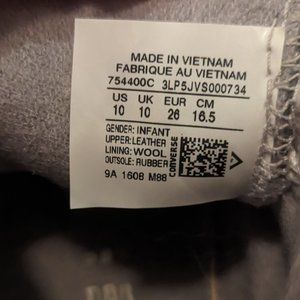 MADE IN VIETNAM
FABRIQUE AU VIETNAM
754400C 3LP5JVS000734
US UK EUR CM
10 10 26 16.5
GENDER: INFANT
UPPER: LEATHER
LINING: WOOL
OUTSOLE: RUBBER
9A 1608 M88
CONVERSE